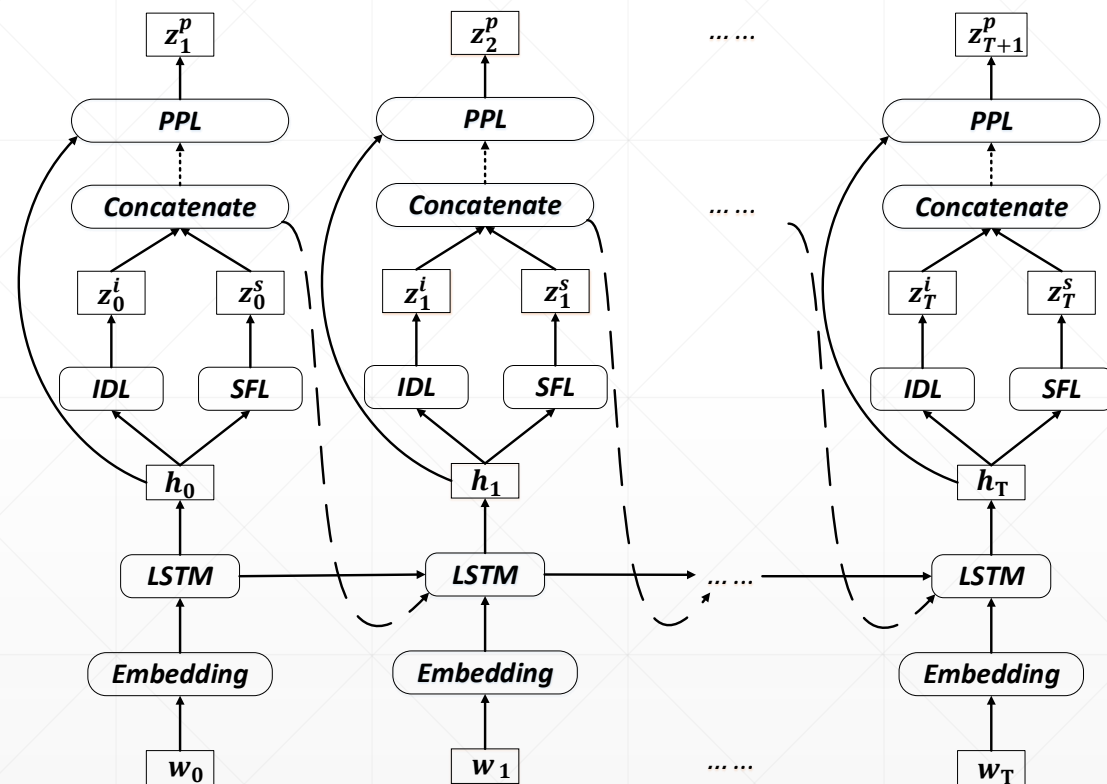 z_1^p z_2^p ... ... z_{T+1}^p
PPL PPL PPL
Concatenate Concatenate ... ... Concatenate
z_0^i z_0^s z_1^i z_1^s z_T^i z_T^s
IDL SFL IDL SFL IDL SFL
h_0 h_1 h_T
LSTM LSTM ... ... LSTM
Embedding Embedding Embedding
w_0 w_1 ... ... w_T